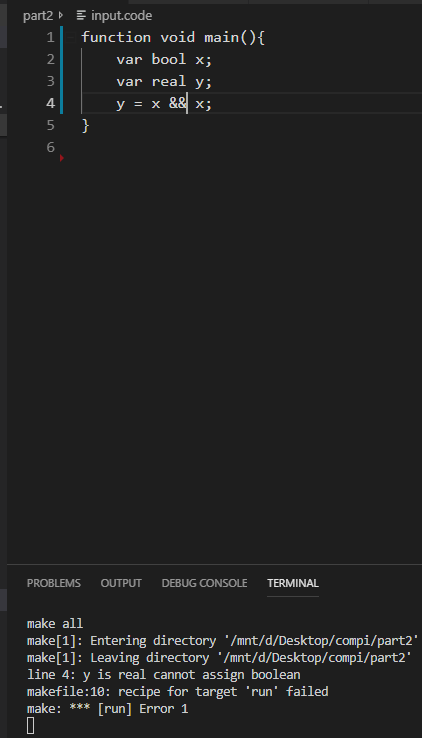 part2 input.code
1 function void main(){
2 var bool x;
3 var real y;
4 y = x && x;
5 }
6
PROBLEMS OUTPUT DEBUG CONSOLE TERMINAL
make all
make[1]: Entering directory '/mnt/d/Desktop/compi/part2'
make[1]: Leaving directory '/mnt/d/Desktop/compi/part2'
line 4: y is real cannot assign boolean
makefile:10: recipe for target 'run' failed
make: *** [run] Error 1